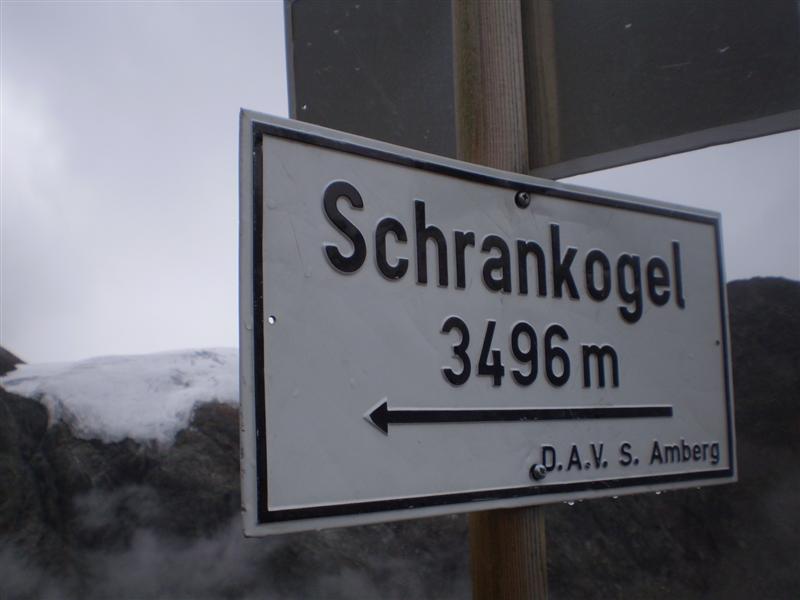 Schrankogel
3496 m
D.A.V. S. Amberg